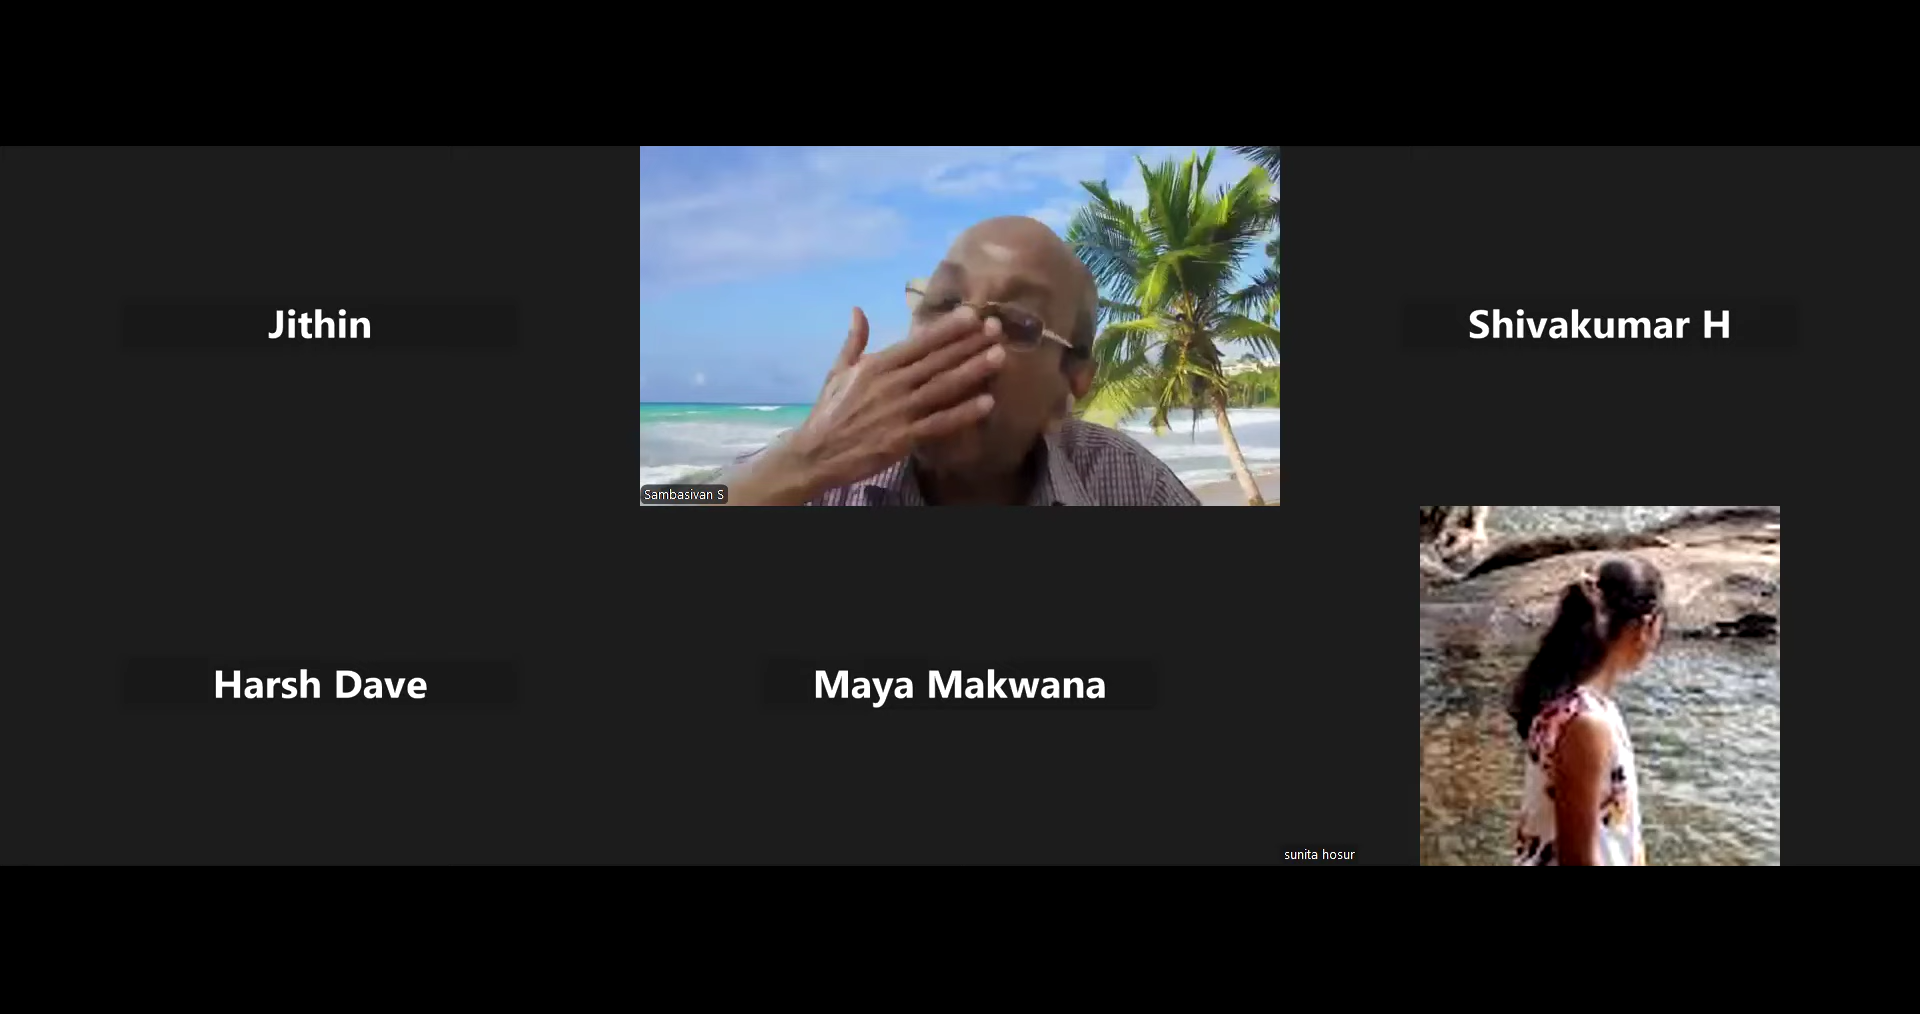 Jithin
Sambasivan S
Shivakumar H
Harsh Dave
Maya Makwana
sunita hosur